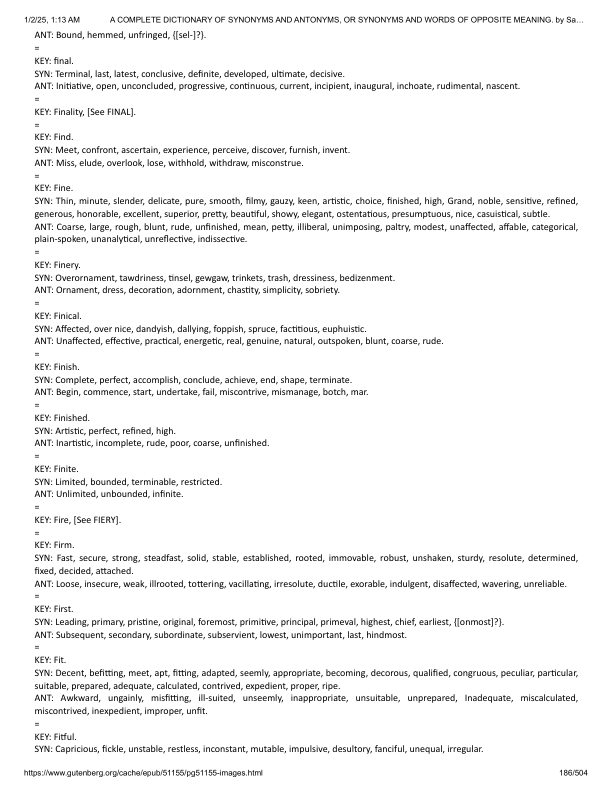 1/2/25, 1:13 AM A COMPLETE DICTIONARY OF SYNONYMS AND ANTONYMS, OR SYNONYMS AND WORDS OF OPPOSITE MEANING. by Sa…
ANT: Bound, hemmed, unfringed, {[sel-]?}.
=
KEY: final.
SYN: Terminal, last, latest, conclusive, definite, developed, ultimate, decisive.
ANT: Initiative, open, unconcluded, progressive, continuous, current, incipient, inaugural, inchoate, rudimental, nascent.
=
KEY: Finality, [See FINAL].
=
KEY: Find.
SYN: Meet, confront, ascertain, experience, perceive, discover, furnish, invent.
ANT: Miss, elude, overlook, lose, withhold, withdraw, misconstrue.
=
KEY: Fine.
SYN: Thin, minute, slender, delicate, pure, smooth, filmy, gauzy, keen, artistic, choice, finished, high, Grand, noble, sensitive, refined,
generous, honorable, excellent, superior, pretty, beautiful, showy, elegant, ostentatious, presumptuous, nice, casuistical, subtle.
ANT: Coarse, large, rough, blunt, rude, unfinished, mean, petty, illiberal, unimposing, paltry, modest, unaffected, affable, categorical,
plain-spoken, unanalytical, unreflective, indissective.
=
KEY: Finery.
SYN: Overornament, tawdriness, tinsel, gewgaw, trinkets, trash, dressiness, bedizenment.
ANT: Ornament, dress, decoration, adornment, chastity, simplicity, sobriety.
=
KEY: Finical.
SYN: Affected, over nice, dandyish, dallying, foppish, spruce, factitious, euphuistic.
ANT: Unaffected, effective, practical, energetic, real, genuine, natural, outspoken, blunt, coarse, rude.
=
KEY: Finish.
SYN: Complete, perfect, accomplish, conclude, achieve, end, shape, terminate.
ANT: Begin, commence, start, undertake, fail, miscontrive, mismanage, botch, mar.
=
KEY: Finished.
SYN: Artistic, perfect, refined, high.
ANT: Inartistic, incomplete, rude, poor, coarse, unfinished.
=
KEY: Finite.
SYN: Limited, bounded, terminable, restricted.
ANT: Unlimited, unbounded, infinite.
=
KEY: Fire, [See FIERY].
=
KEY: Firm.
SYN: Fast, secure, strong, steadfast, solid, stable, established, rooted, immovable, robust, unshaken, sturdy, resolute, determined,
fixed, decided, attached.
ANT: Loose, insecure, weak, illrooted, tottering, vacillating, irresolute, ductile, exorable, indulgent, disaffected, wavering, unreliable.
=
KEY: First.
SYN: Leading, primary, pristine, original, foremost, primitive, principal, primeval, highest, chief, earliest, {[onmost]?}.
ANT: Subsequent, secondary, subordinate, subservient, lowest, unimportant, last, hindmost.
=
KEY: Fit.
SYN: Decent, befitting, meet, apt, fitting, adapted, seemly, appropriate, becoming, decorous, qualified, congruous, peculiar, particular,
suitable, prepared, adequate, calculated, contrived, expedient, proper, ripe.
ANT: Awkward, ungainly, misfitting, ill-suited, unseemly, inappropriate, unsuitable, unprepared, Inadequate, miscalculated,
miscontrived, inexpedient, improper, unfit.
=
KEY: Fitful.
SYN: Capricious, fickle, unstable, restless, inconstant, mutable, impulsive, desultory, fanciful, unequal, irregular.
https://www.gutenberg.org/cache/epub/51155/pg51155-images.html 186/504